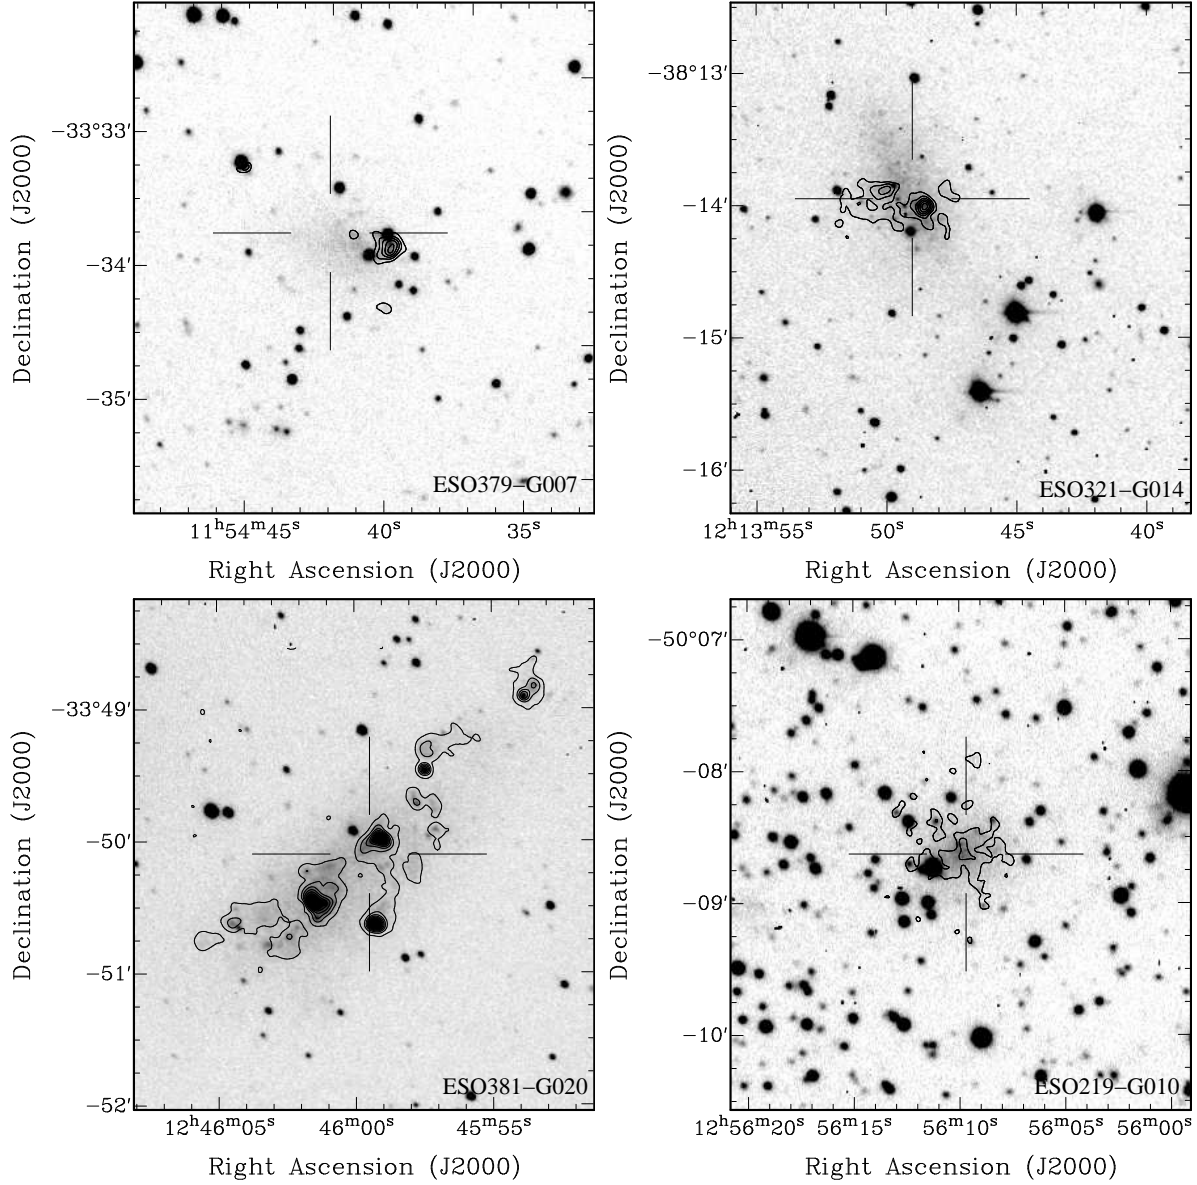 −33°33′
−34′
−35′
Declination (J2000)
ESO379−G007
11ʰ54ᵐ45ˢ
40ˢ
35ˢ
Right Ascension (J2000)
−38°13′
−14′
−15′
−16′
Declination (J2000)
ESO321−G014
12ʰ13ᵐ55ˢ
50ˢ
45ˢ
40ˢ
Right Ascension (J2000)
−33°49′
−50′
−51′
−52′
Declination (J2000)
ESO381−G020
12ʰ46ᵐ05ˢ
46ᵐ00ˢ
45ᵐ55ˢ
Right Ascension (J2000)
−50°07′
−08′
−09′
−10′
Declination (J2000)
ESO219−G010
12ʰ56ᵐ20ˢ
56ᵐ15ˢ
56ᵐ10ˢ
56ᵐ05ˢ
56ᵐ00ˢ
Right Ascension (J2000)